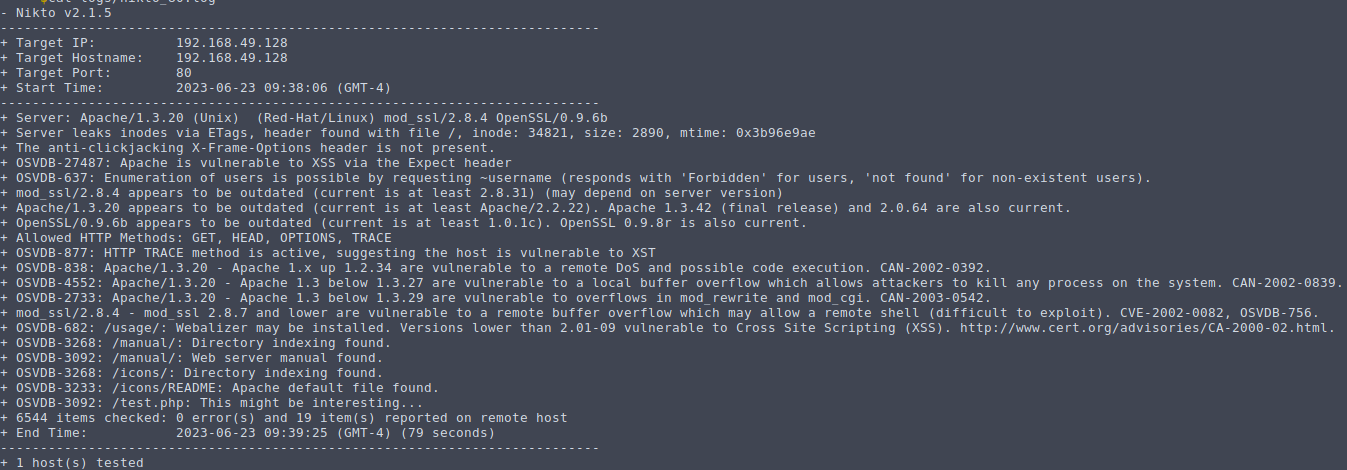 $cat logs/nikto_80.log
- Nikto v2.1.5
---------------------------------------------------------------------------
+ Target IP:          192.168.49.128
+ Target Hostname:    192.168.49.128
+ Target Port:        80
+ Start Time:         2023-06-23 09:38:06 (GMT-4)
---------------------------------------------------------------------------
+ Server: Apache/1.3.20 (Unix)  (Red-Hat/Linux) mod_ssl/2.8.4 OpenSSL/0.9.6b
+ Server leaks inodes via ETags, header found with file /, inode: 34821, size: 2890, mtime: 0x3b96e9ae
+ The anti-clickjacking X-Frame-Options header is not present.
+ OSVDB-27487: Apache is vulnerable to XSS via the Expect header
+ OSVDB-637: Enumeration of users is possible by requesting ~username (responds with 'Forbidden' for users, 'not found' for non-existent users).
+ mod_ssl/2.8.4 appears to be outdated (current is at least 2.8.31) (may depend on server version)
+ Apache/1.3.20 appears to be outdated (current is at least Apache/2.2.22). Apache 1.3.42 (final release) and 2.0.64 are also current.
+ OpenSSL/0.9.6b appears to be outdated (current is at least 1.0.1c). OpenSSL 0.9.8r is also current.
+ Allowed HTTP Methods: GET, HEAD, OPTIONS, TRACE
+ OSVDB-877: HTTP TRACE method is active, suggesting the host is vulnerable to XST
+ OSVDB-838: Apache/1.3.20 - Apache 1.x up 1.2.34 are vulnerable to a remote DoS and possible code execution. CAN-2002-0392.
+ OSVDB-4552: Apache/1.3.20 - Apache 1.3 below 1.3.27 are vulnerable to a local buffer overflow which allows attackers to kill any process on the system. CAN-2002-0839.
+ OSVDB-2733: Apache/1.3.20 - Apache 1.3 below 1.3.29 are vulnerable to overflows in mod_rewrite and mod_cgi. CAN-2003-0542.
+ mod_ssl/2.8.4 - mod_ssl 2.8.7 and lower are vulnerable to a remote buffer overflow which may allow a remote shell (difficult to exploit). CVE-2002-0082, OSVDB-756.
+ OSVDB-682: /usage/: Webalizer may be installed. Versions lower than 2.01-09 vulnerable to Cross Site Scripting (XSS). http://www.cert.org/advisories/CA-2000-02.html.
+ OSVDB-3268: /manual/: Directory indexing found.
+ OSVDB-3092: /manual/: Web server manual found.
+ OSVDB-3268: /icons/: Directory indexing found.
+ OSVDB-3233: /icons/README: Apache default file found.
+ OSVDB-3092: /test.php: This might be interesting...
+ 6544 items checked: 0 error(s) and 19 item(s) reported on remote host
+ End Time:           2023-06-23 09:39:25 (GMT-4) (79 seconds)
---------------------------------------------------------------------------
+ 1 host(s) tested